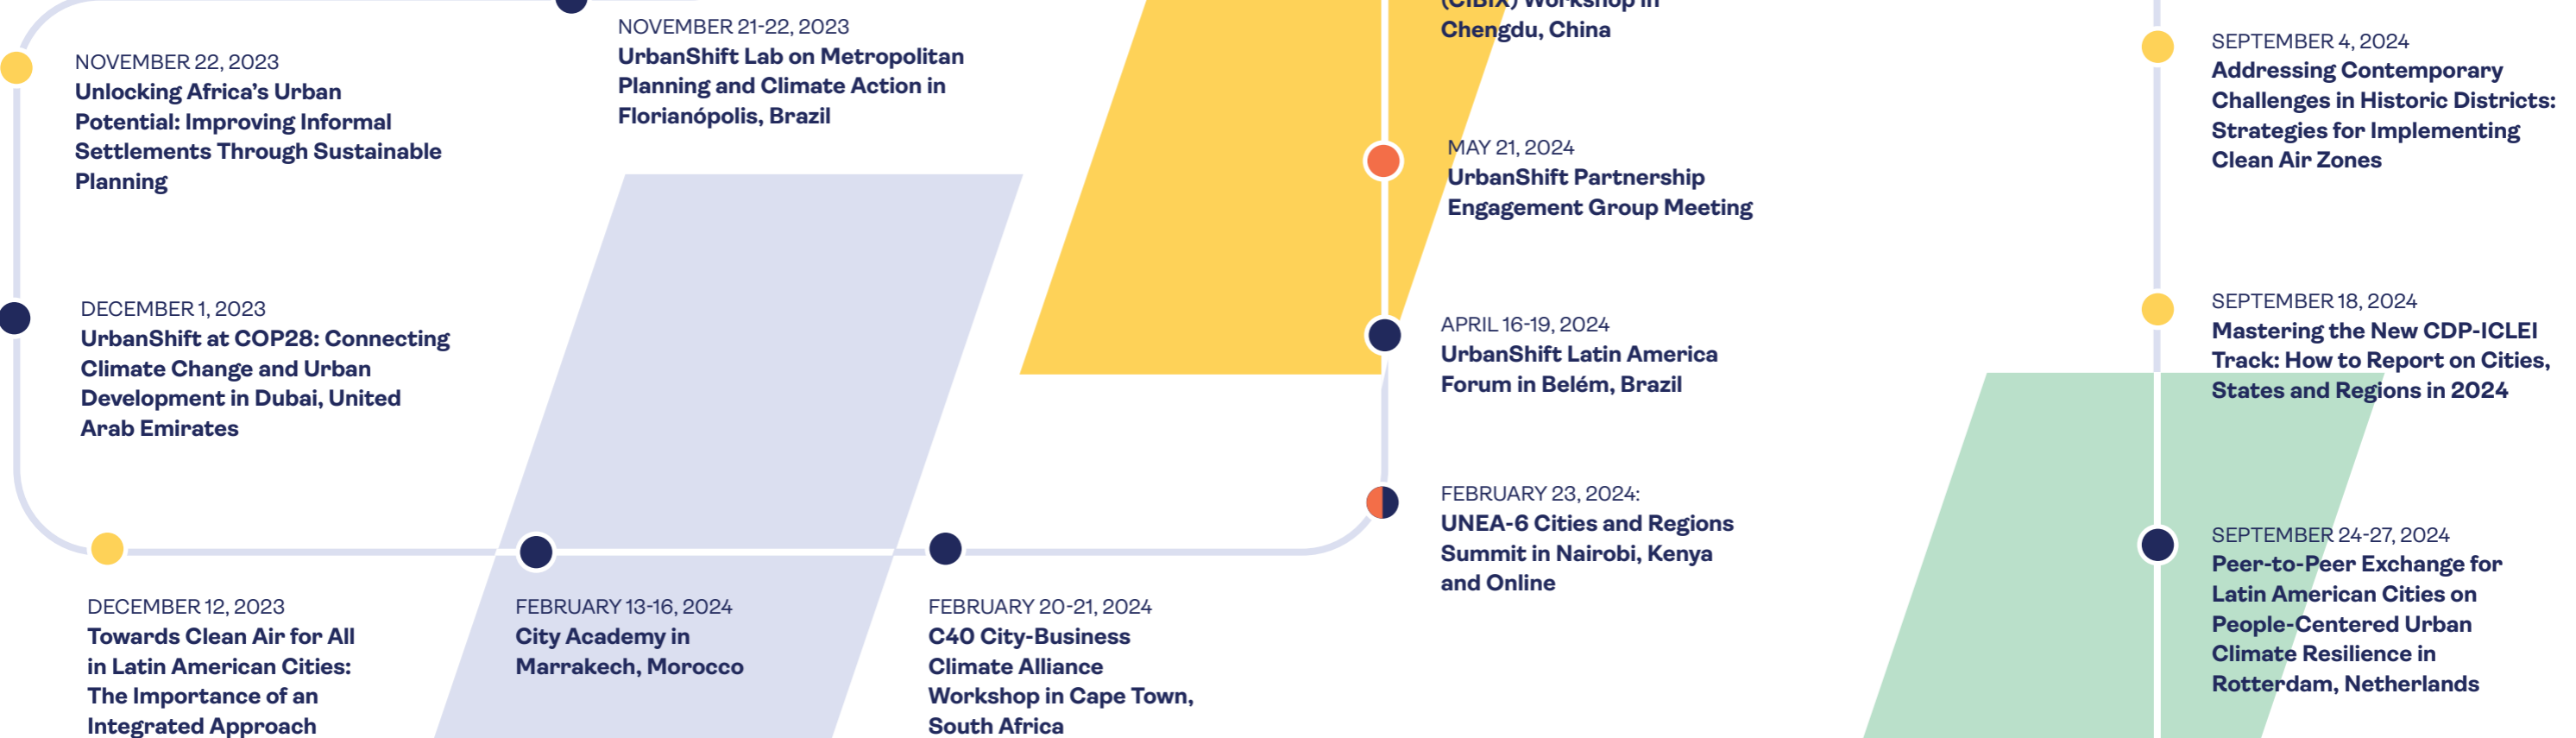 NOVEMBER 22, 2023
Unlocking Africa’s Urban
Potential: Improving Informal
Settlements Through Sustainable
Planning
DECEMBER 1, 2023
UrbanShift at COP28: Connecting
Climate Change and Urban
Development in Dubai, United
Arab Emirates
DECEMBER 12, 2023
Towards Clean Air for All
in Latin American Cities:
The Importance of an
Integrated Approach
NOVEMBER 21-22, 2023
UrbanShift Lab on Metropolitan
Planning and Climate Action in
Florianópolis, Brazil
FEBRUARY 13-16, 2024
City Academy in
Marrakech, Morocco
FEBRUARY 20-21, 2024
C40 City-Business
Climate Alliance
Workshop in Cape Town,
South Africa
(CIBIX) Workshop in
Chengdu, China
MAY 21, 2024
UrbanShift Partnership
Engagement Group Meeting
APRIL 16-19, 2024
UrbanShift Latin America
Forum in Belém, Brazil
FEBRUARY 23, 2024:
UNEA-6 Cities and Regions
Summit in Nairobi, Kenya
and Online
SEPTEMBER 4, 2024
Addressing Contemporary
Challenges in Historic Districts:
Strategies for Implementing
Clean Air Zones
SEPTEMBER 18, 2024
Mastering the New CDP-ICLEI
Track: How to Report on Cities,
States and Regions in 2024
SEPTEMBER 24-27, 2024
Peer-to-Peer Exchange for
Latin American Cities on
People-Centered Urban
Climate Resilience in
Rotterdam, Netherlands